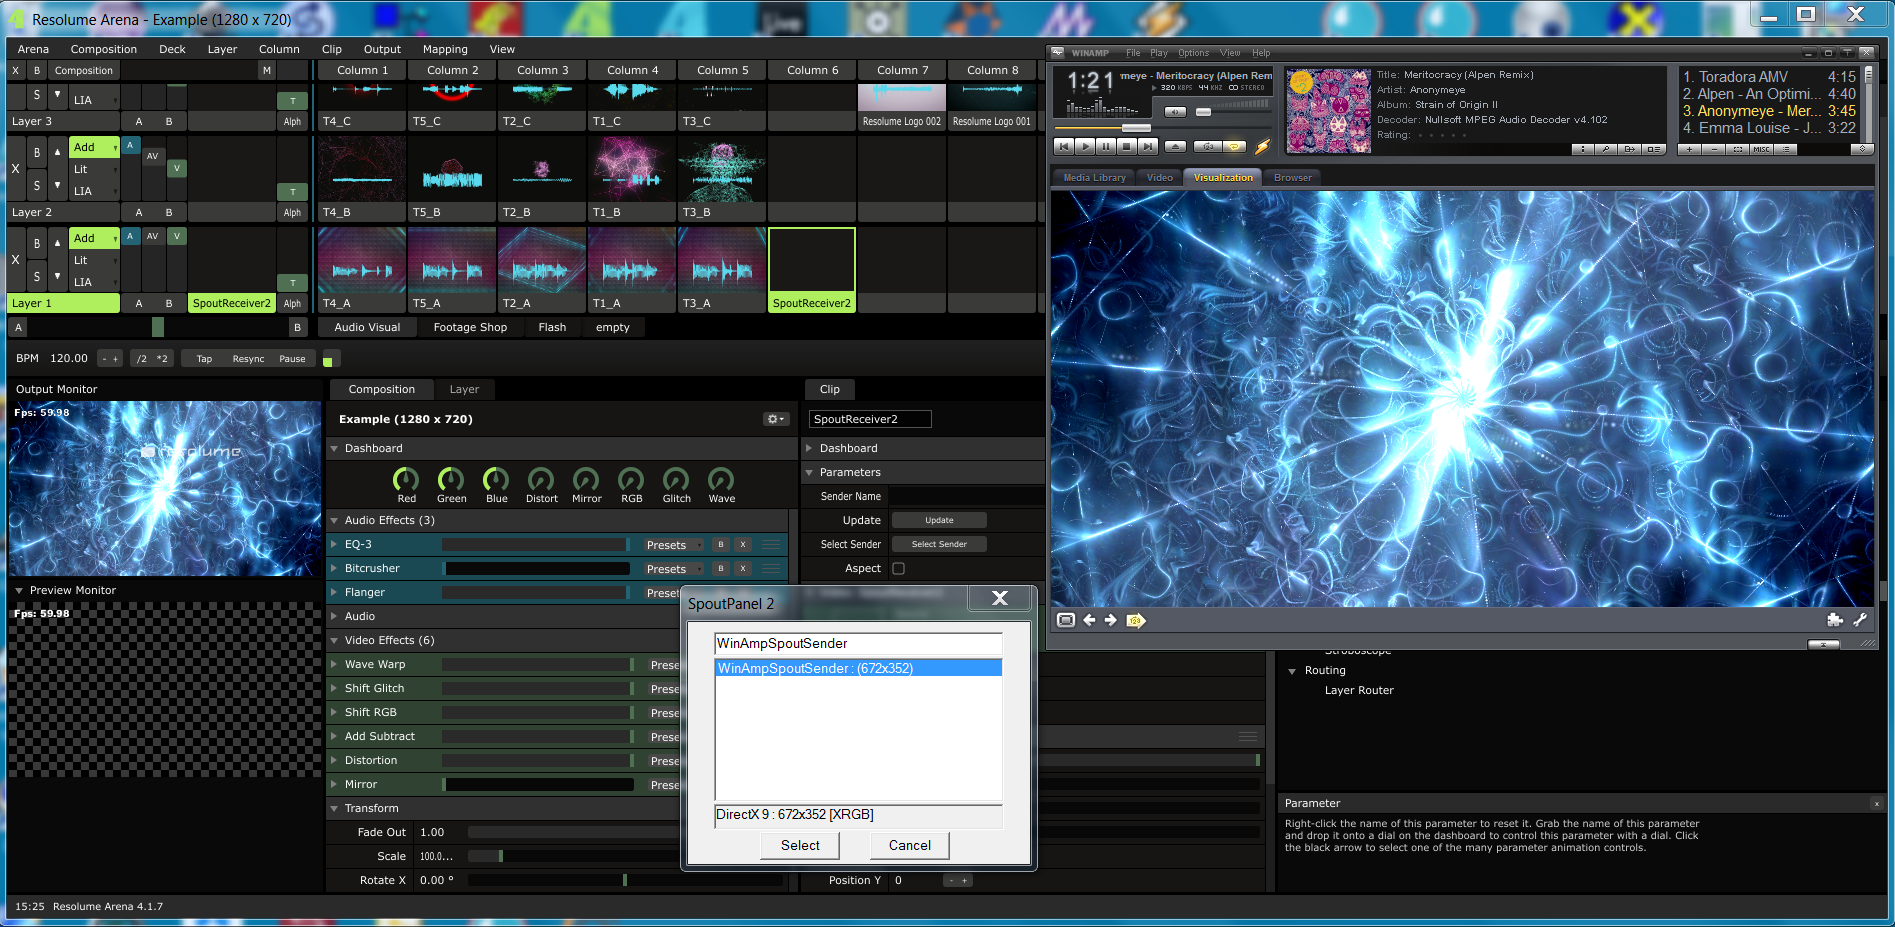 Resolume Arena - Example (1280 x 720)
Arena Composition Deck Layer Column Clip Output Mapping View
X B Composition M Column 1 Column 2 Column 3 Column 4 Column 5 Column 6 Column 7 Column 8
S LIA T
Layer 3 A B Alph T4_C T5_C T2_C T1_C T3_C Resolume Logo 002 Resolume Logo 001
X B S Add Lit LIA A AV V T
Layer 2 A B Alph T4_B T5_B T2_B T1_B T3_B
X B S Add Lit LIA A AV V T
Layer 1 A B SpoutReceiver2 Alph T4_A T5_A T2_A T1_A T3_A SpoutReceiver2
A B Audio Visual Footage Shop Flash empty
BPM 120.00 - + /2 *2 Tap Resync Pause
Output Monitor
Fps: 59.98
resolume
Preview Monitor
Fps: 59.98
Composition Layer
Example (1280 x 720)
Dashboard
Red Green Blue Distort Mirror RGB Glitch Wave
Audio Effects (3)
EQ-3 Presets B X
Bitcrusher Presets B X
Flanger Prese
Audio
Video Effects (6)
Wave Warp Prese
Shift Glitch Prese
Shift RGB Prese
Add Subtract Prese
Distortion Prese
Mirror Prese
Transform
Fade Out 1.00
Scale 100.0...
Rotate X 0.00 °
Clip
SpoutReceiver2
Dashboard
Parameters
Sender Name
Update Update
Select Sender Select Sender
Aspect
Position Y 0 - +
SpoutPanel 2
WinAmpSpoutSender
WinAmpSpoutSender : (672x352)
DirectX 9 : 672x352 [XRGB]
Select Cancel
WINAMP File Play Options View Help
1:21 meye - Meritocracy (Alpen Rem
320 KBPS 44 KHZ STEREO
Title: Meritocracy (Alpen Remix)
Artist: Anonymeye
Album: Strain of Origin II
Decoder: Nullsoft MPEG Audio Decoder v4.102
Rating:
1. Toradora AMV 4:15
2. Alpen - An Optimi... 4:40
3. Anonymeye - Mer... 3:45
4. Emma Louise - J... 3:22
+ - MISC
Media Library Video Visualization Browser
123
Stroboscope
Routing
Layer Router
Parameter x
Right-click the name of this parameter to reset it. Grab the name of this parameter
and drop it onto a dial on the dashboard to control this parameter with a dial. Click
the black arrow to select one of the many parameter animation controls.
15:25 Resolume Arena 4.1.7